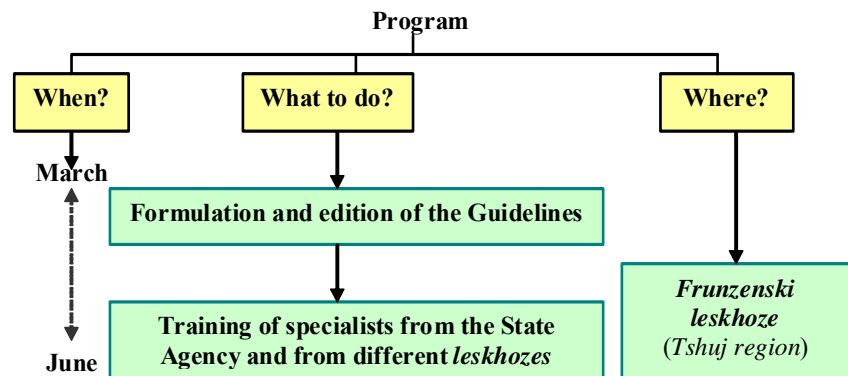 Program
When?
What to do?
Where?
March
Formulation and edition of the Guidelines
Frunzenski
leskhoze
(Tshuj region)
Training of specialists from the State
Agency and from different leskhozes
June